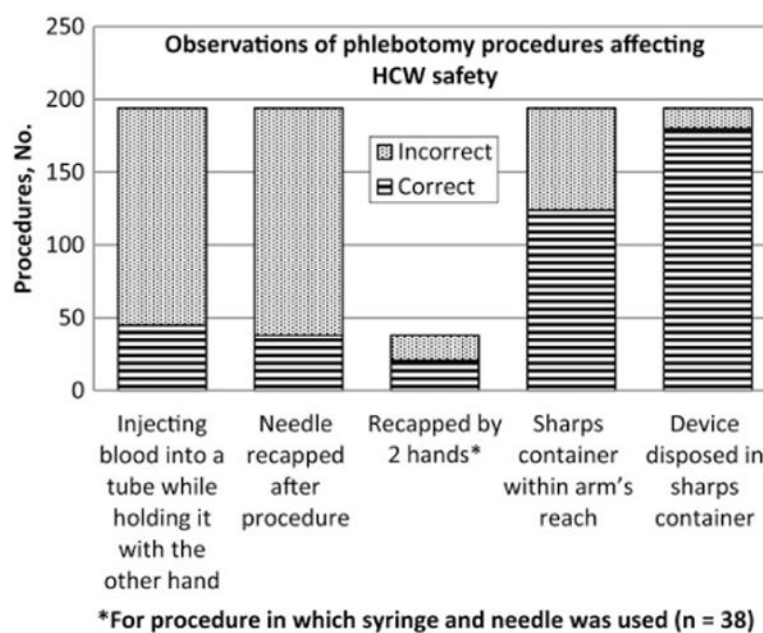 Observations of phlebotomy procedures affecting
HCW safety
Procedures, No.
250
200
150
100
50
0
Incorrect
Correct
Injecting
blood into a
tube while
holding it
with the
other hand
Needle
recapped
after
procedure
Recapped by
2 hands*
Sharps
container
within arm's
reach
Device
disposed in
sharps
container
*For procedure in which syringe and needle was used (n = 38)